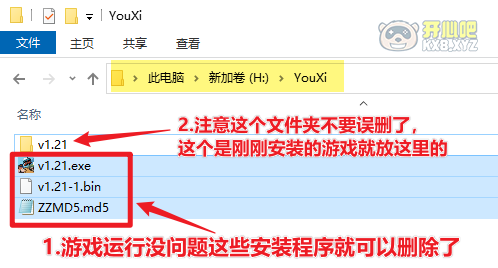 YouXi
开心吧
KX8.XYZ
文件
主页
共享
查看
此电脑 > 新加卷 (H:) > YouXi
名称
v1.21
v1.21.exe
v1.21-1.bin
ZZMD5.md5
2.注意这个文件夹不要误删了，
这个是刚刚安装的游戏就放这里的
1.游戏运行没问题这些安装程序就可以删除了